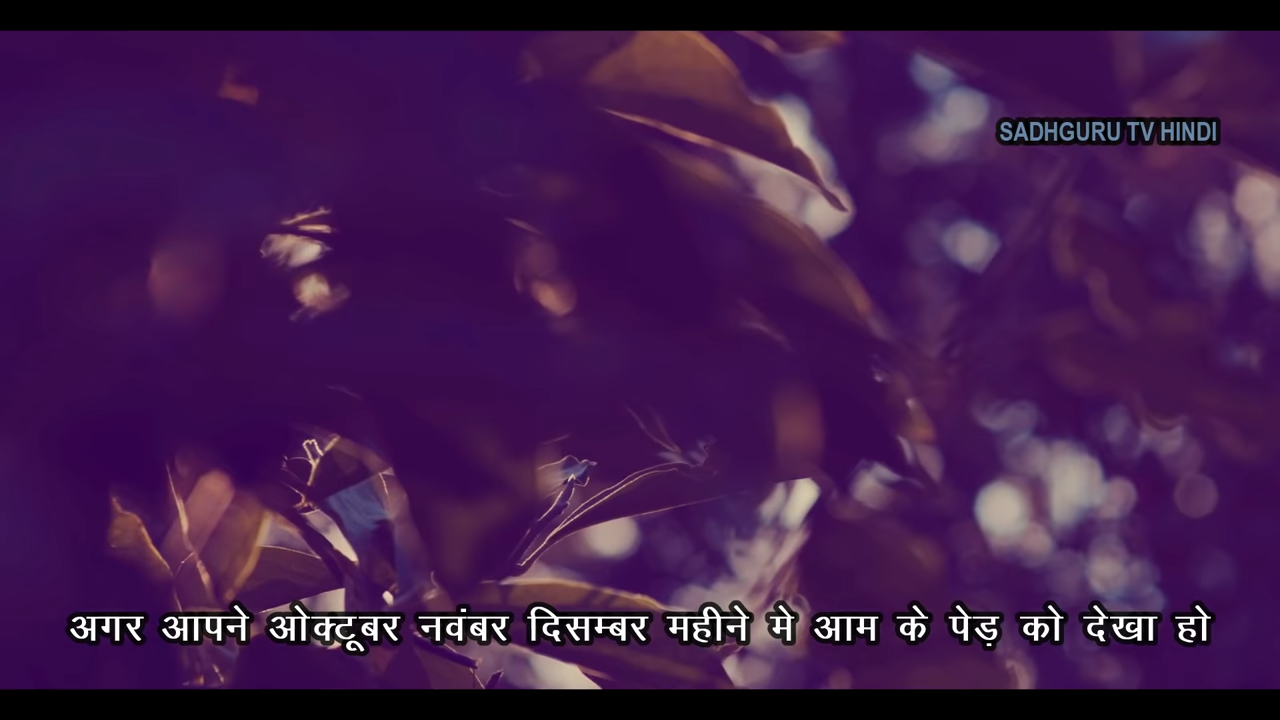 SADHGURU TV HINDI
अगर आपने ओक्टूबर नवंबर दिसम्बर महीने मे आम के पेड़ को देखा हो